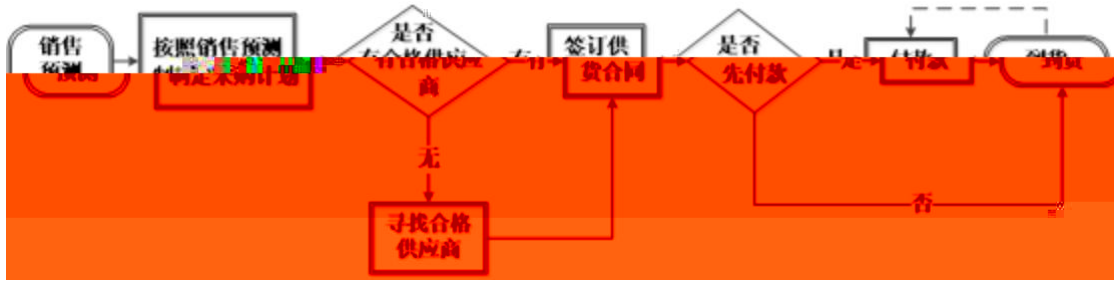 销售
预测
按照销售预测
制定采购计划
是否
有合格供应
商
有
签订供
货合同
是否
先付款
是
付款
到货
无
寻找合格
供应商
否